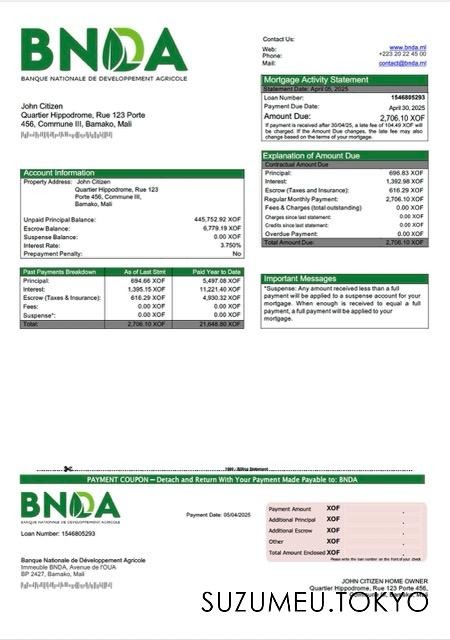 BNDA
BANQUE NATIONALE DE DEVELOPPEMENT AGRICOLE
Contact Us:
Web: www.bnda.ml
Phone: +223 20 22 45 00
Mail: contact@bnda.ml
John Citizen
Quartier Hippodrome, Rue 123 Porte
456, Commune III, Bamako, Mali
Mortgage Activity Statement
Statement Date: April 05, 2025
Loan Number: 1546805293
Payment Due Date: April 30, 2025
Amount Due: 2,706.10 XOF
If payment is received after 30/04/25, a late fee of 104.49 XOF will
be charged. If the Amount Due changes, the late fee may also
change based on the terms of your mortgage.
Explanation of Amount Due
Contractual Amount Due
Principal: 696.83 XOF
Interest: 1,392.98 XOF
Escrow (Taxes and Insurance): 616.29 XOF
Regular Monthly Payment: 2,706.10 XOF
Fees & Charges (total outstanding) 0.00 XOF
Charges since last statement: 0.00 XOF
Credits since last statement: 0.00 XOF
Overdue Payment: 0.00 XOF
Total Amount Due: 2,706.10 XOF
Account Information
Property Address: John Citizen
Quartier Hippodrome, Rue 123
Porte 456, Commune III,
Bamako, Mali
Unpaid Principal Balance: 445,752.92 XOF
Escrow Balance: 6,779.19 XOF
Suspense Balance: 0.00 XOF
Interest Rate: 3.750%
Prepayment Penalty: No
Past Payments Breakdown As of Last Stmt Paid Year to Date
Principal: 694.66 XOF 5,497.08 XOF
Interest: 1,395.15 XOF 11,221.40 XOF
Escrow (Taxes & Insurance): 616.29 XOF 4,930.32 XOF
Suspense*: 0.00 XOF 0.00 XOF
Total: 2,706.10 XOF 21,648.80 XOF
Important Messages
*Suspense: Any amount received less than a full
payment will be applied to a suspense account for your
mortgage. When enough is received to equal a full
payment, a full payment will be applied to your
mortgage.
Billing Statement
PAYMENT COUPON – Detach and Return With Your Payment Made Payable to: BNDA
BNDA
BANQUE NATIONALE DE DEVELOPPEMENT AGRICOLE
Loan Number: 1546805293
Payment Date: 05/04/2025
Payment Amount XOF .
Additional Principal XOF .
Additional Escrow XOF .
Other XOF .
Total Amount Enclosed XOF .
Please write the loan number on the front of your check.
Banque Nationale de Développement Agricole
Immeuble BNDA, Avenue de l'OUA
BP 2427, Bamako, Mali
JOHN CITIZEN HOME OWNER
Quartier Hippodrome, Rue 123 Porte 456,
SUZUMEU.TOKYO